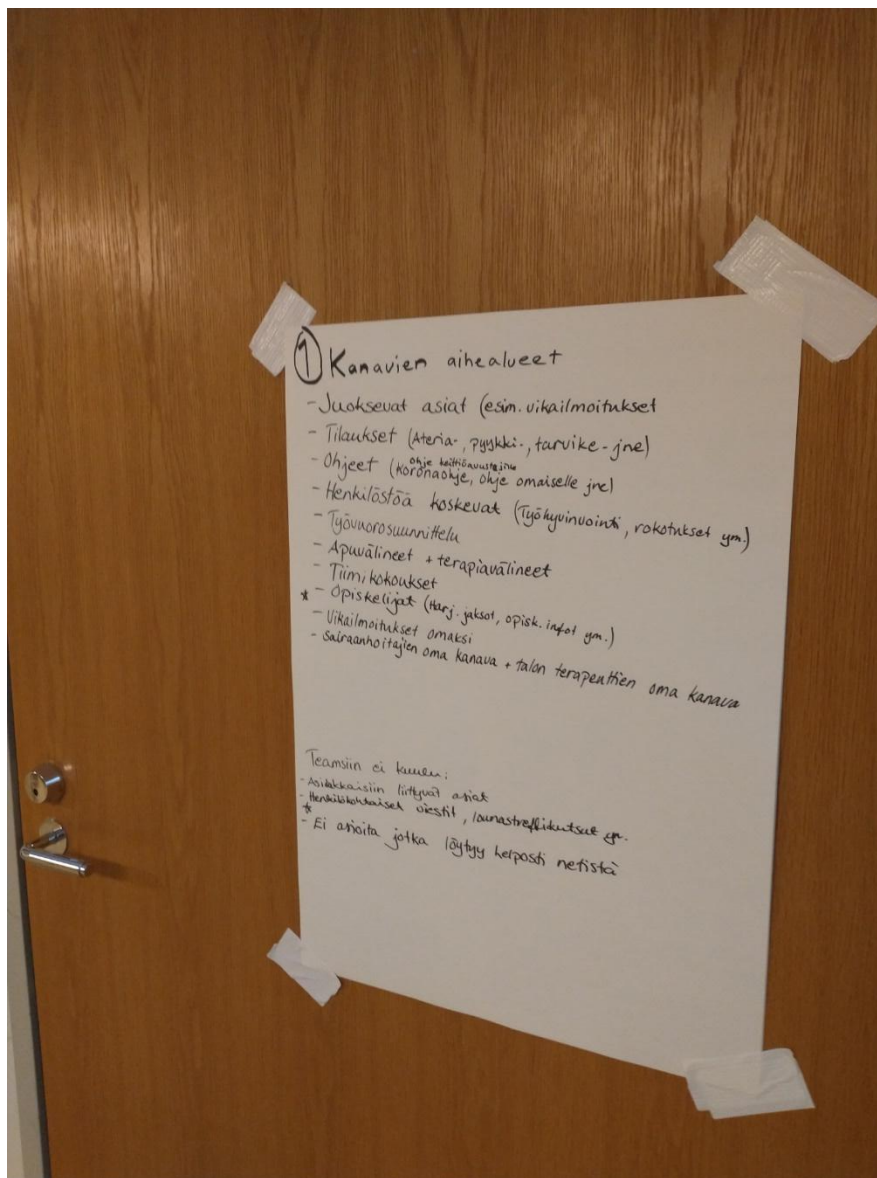 ① Kanavien aihealueet
- Juoksevat asiat (esim. vikailmoitukset
- Tilaukset (Ateria-, pyykki-, tarvike- jne)
ohje keittiöavusta jne
- Ohjeet (Koronaohje, ohje omaiselle jne)
- Henkilöstöä koskevat (Työhyvinvointi, rokotukset ym.)
- Työvuorosuunnittelu
- Apuvälineet + terapiavälineet
- Tiimikokoukset
* - Opiskelijat (Harj. jaksot, opisk. infot ym.)
- Vikailmoitukset omaksi
- Sairaanhoitajien oma kanava + talon terapeuttien oma kanava
Teamsiin ei kuulu:
- Asiakkaisiin liittyvät asiat
- Henkilökohtaiset viestit, lounastreffikutsut ym.
*
- Ei asioita jotka löytyy helposti netistä